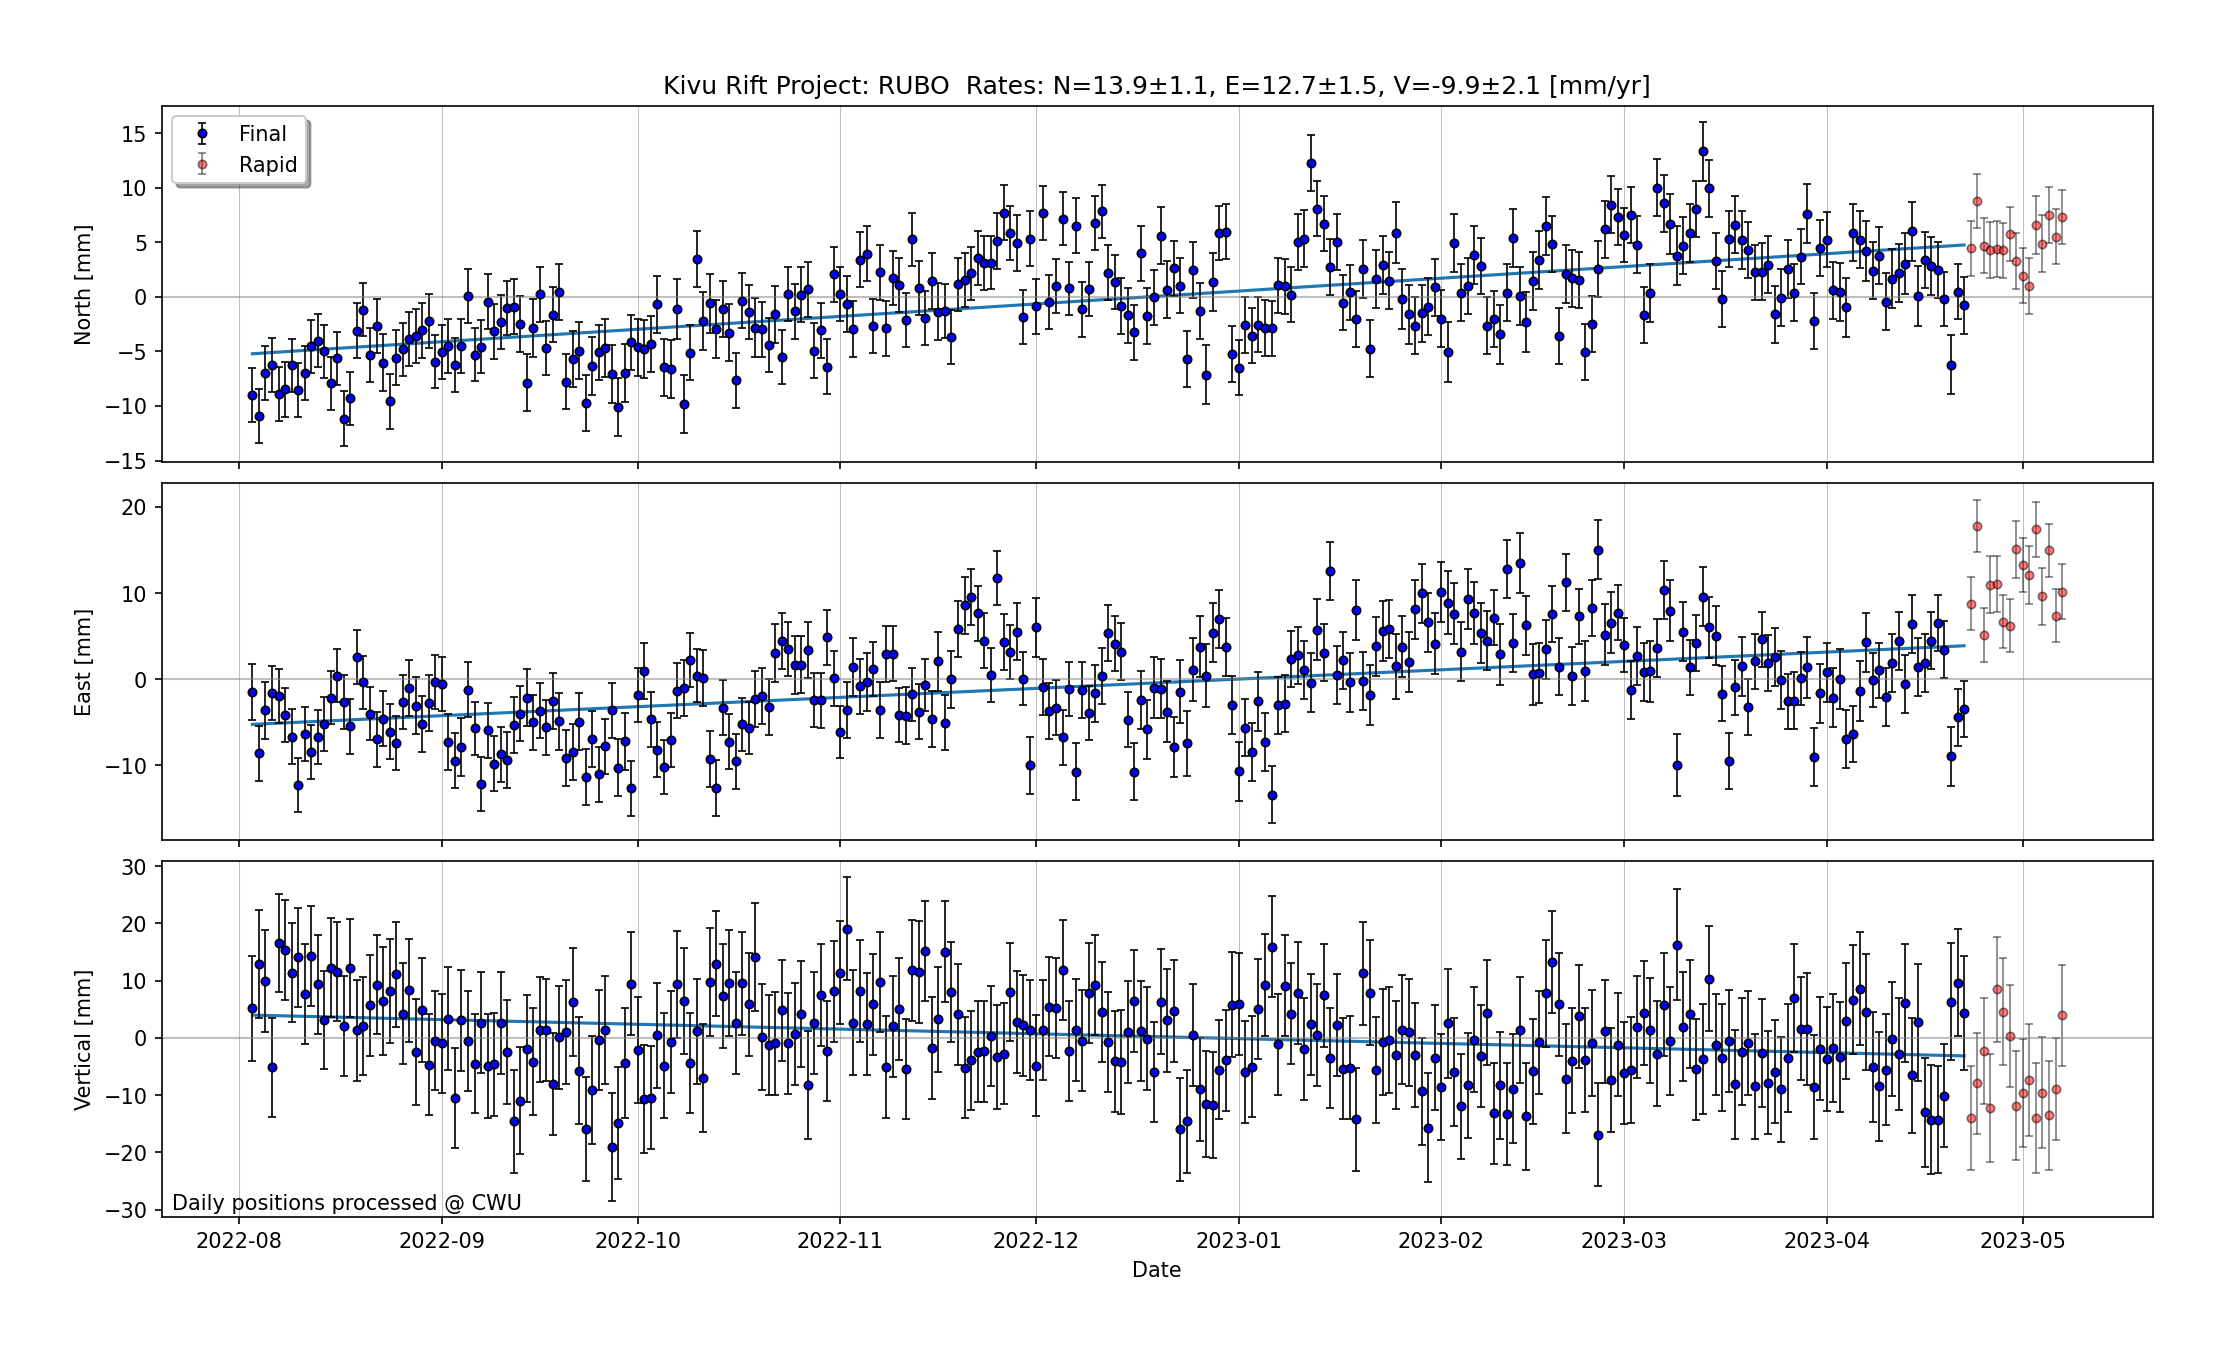 Kivu Rift Project: RUBO  Rates: N=13.9±1.1, E=12.7±1.5, V=-9.9±2.1 [mm/yr]
Final
Rapid
15
10
5
0
−5
−10
−15
North [mm]
20
10
0
−10
East [mm]
30
20
10
0
−10
−20
−30
Vertical [mm]
Daily positions processed @ CWU
2022-08 2022-09 2022-10 2022-11 2022-12 2023-01 2023-02 2023-03 2023-04 2023-05
Date